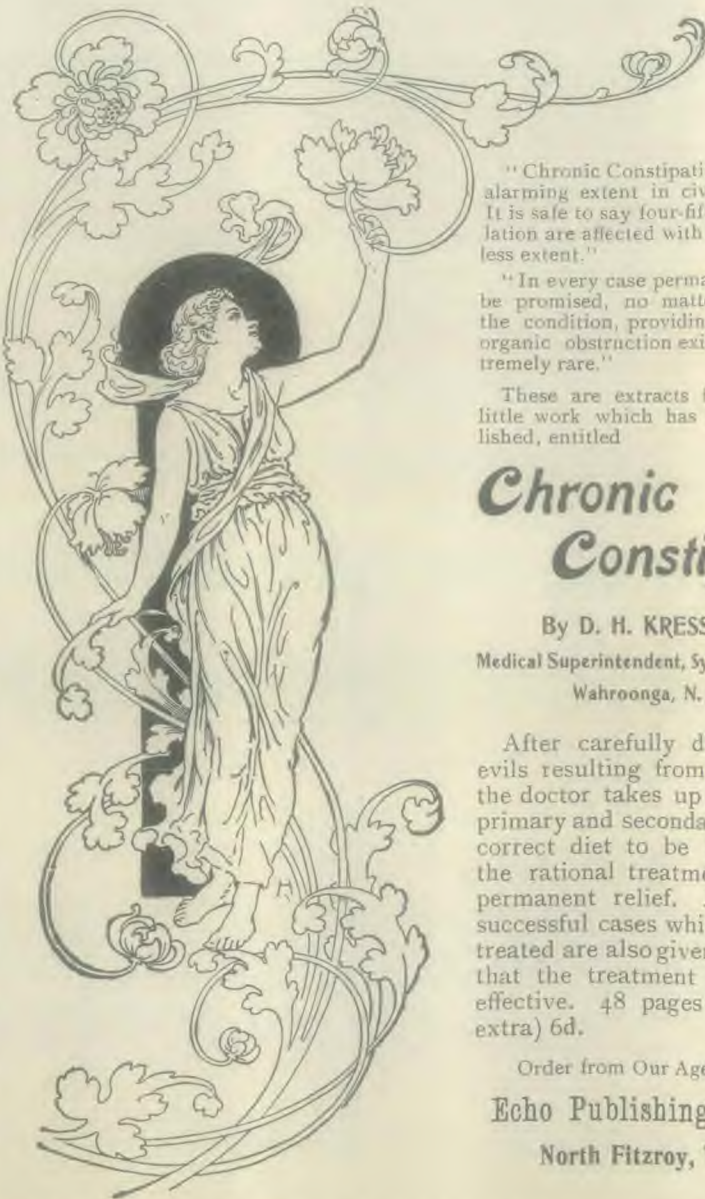 "Chronic Constipati
alarming extent in civ
It is safe to say four-fif
lation are affected with
less extent."
"In every case perma
be promised, no matt
the condition, providin
organic obstruction exi
tremely rare."
These are extracts f
little work which has
lished, entitled
Chronic
Consti
By D. H. KRESS
Medical Superintendent, Sy
Wahroonga, N.
After carefully d
evils resulting from
the doctor takes up
primary and seconda
correct diet to be
the rational treatme
permanent relief.
successful cases whi
treated are also given
that the treatment
effective. 48 pages
extra) 6d.
Order from Our Age
Echo Publishing
North Fitzroy,